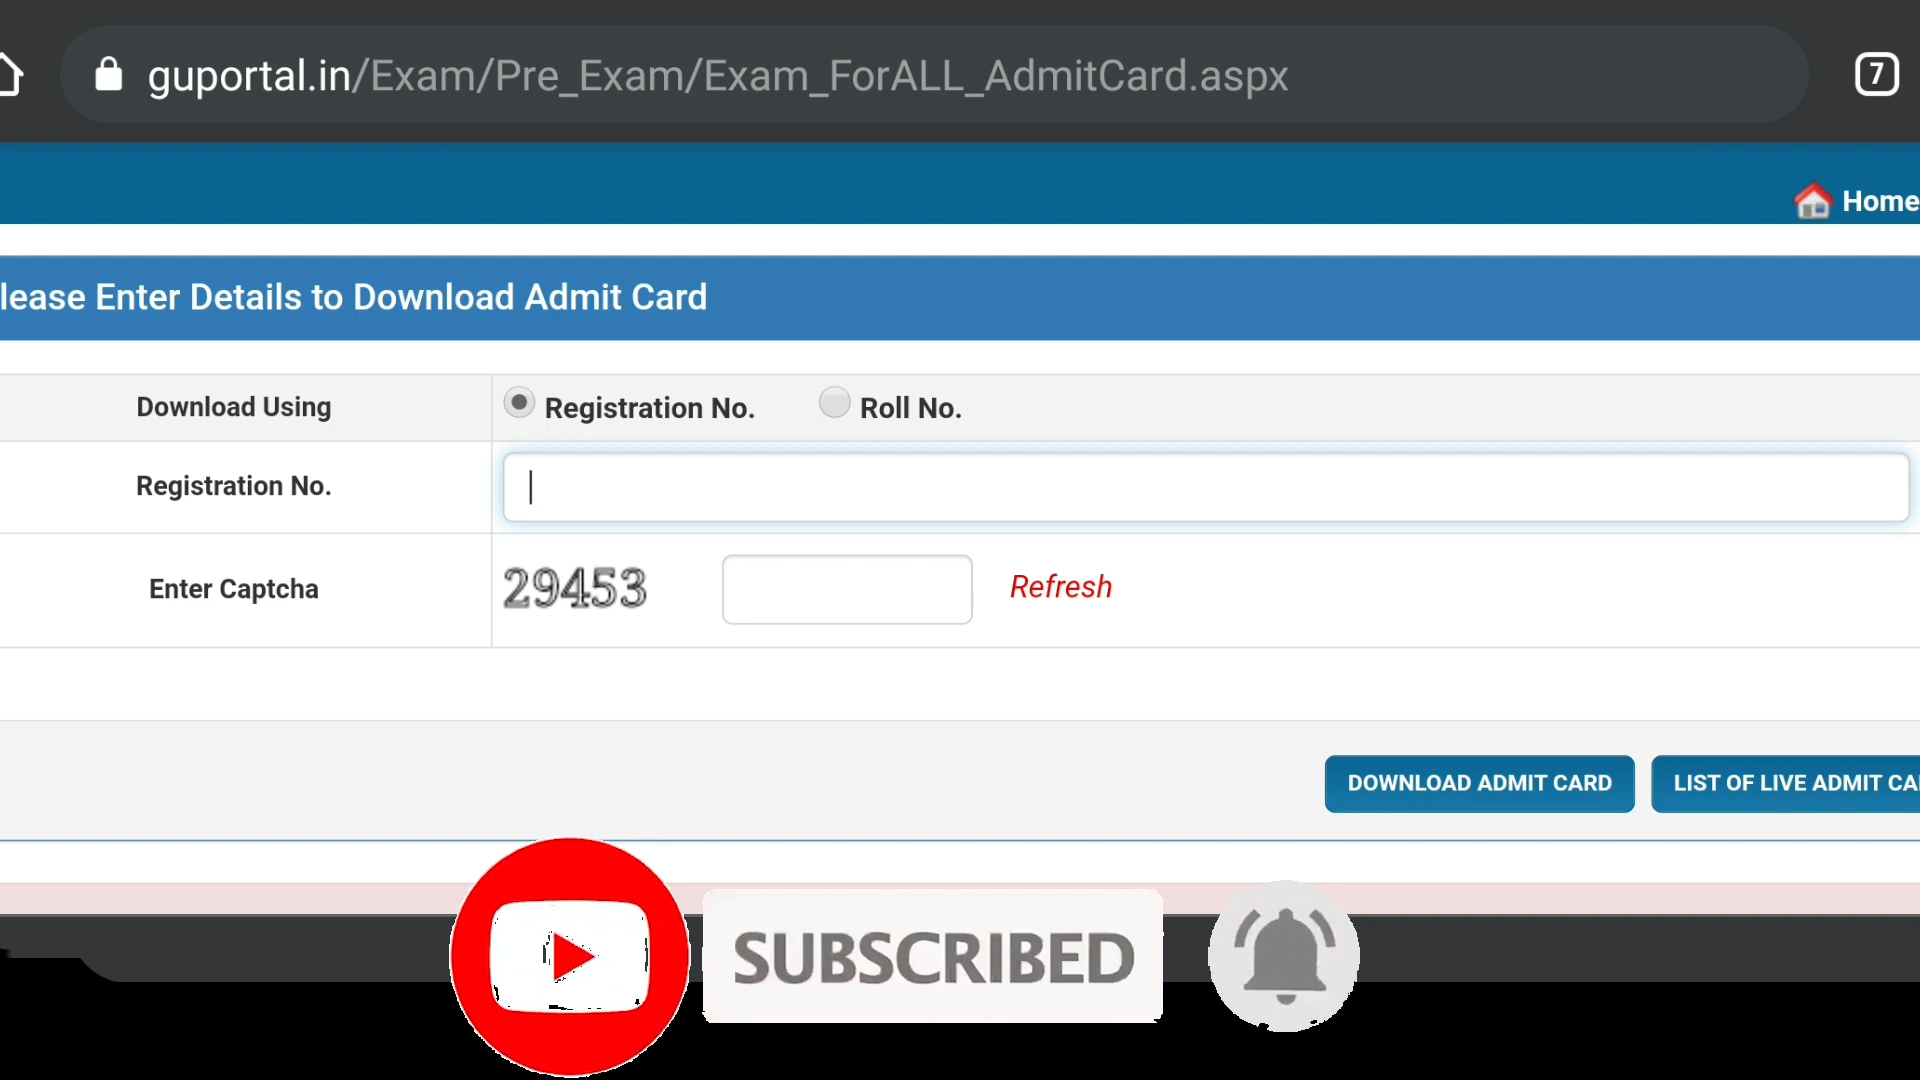 guportal.in/Exam/Pre_Exam/Exam_ForALL_AdmitCard.aspx 7
Home
lease Enter Details to Download Admit Card
Download Using Registration No. Roll No.
Registration No.
Enter Captcha 29453 Refresh
DOWNLOAD ADMIT CARD LIST OF LIVE ADMIT CA
SUBSCRIBED